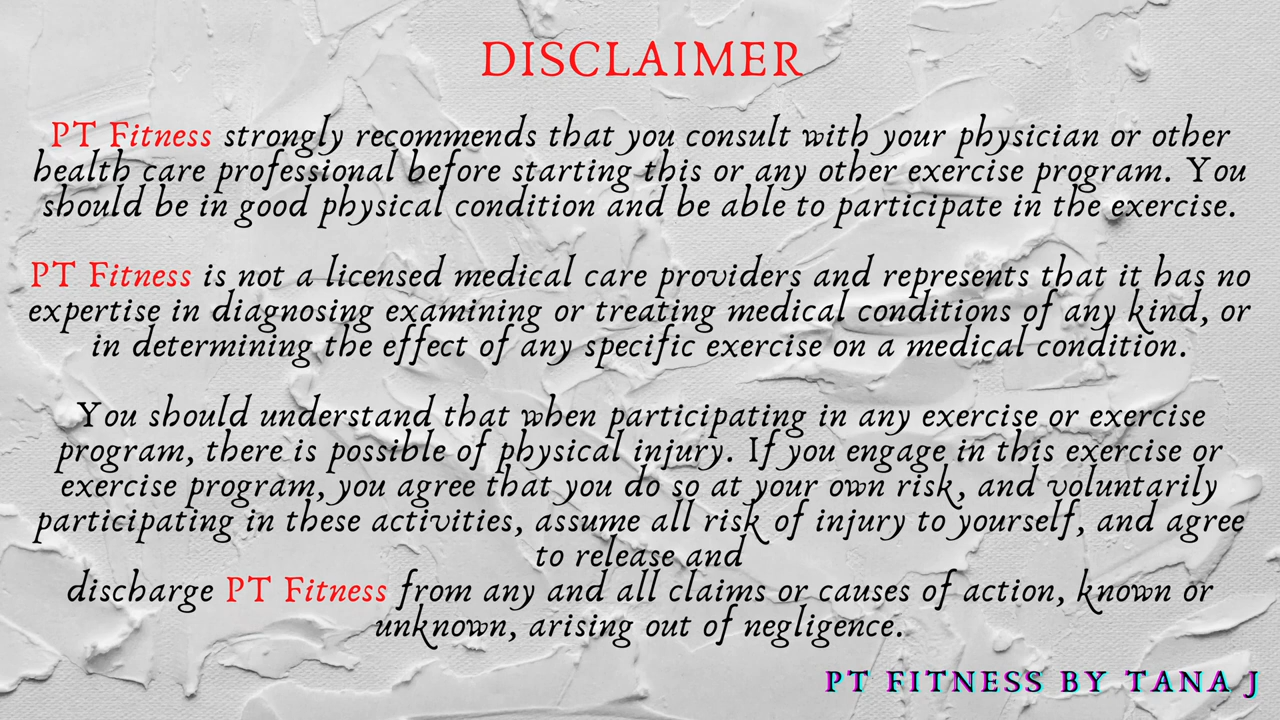 DISCLAIMER
PT Fitness strongly recommends that you consult with your physician or other
health care professional before starting this or any other exercise program. You
should be in good physical condition and be able to participate in the exercise.
PT Fitness is not a licensed medical care providers and represents that it has no
expertise in diagnosing examining or treating medical conditions of any kind, or
in determining the effect of any specific exercise on a medical condition.
You should understand that when participating in any exercise or exercise
program, there is possible of physical injury. If you engage in this exercise or
exercise program, you agree that you do so at your own risk, and voluntarily
participating in these activities, assume all risk of injury to yourself, and agree
to release and
discharge PT Fitness from any and all claims or causes of action, known or
unknown, arising out of negligence.
PT FITNESS BY TANA J